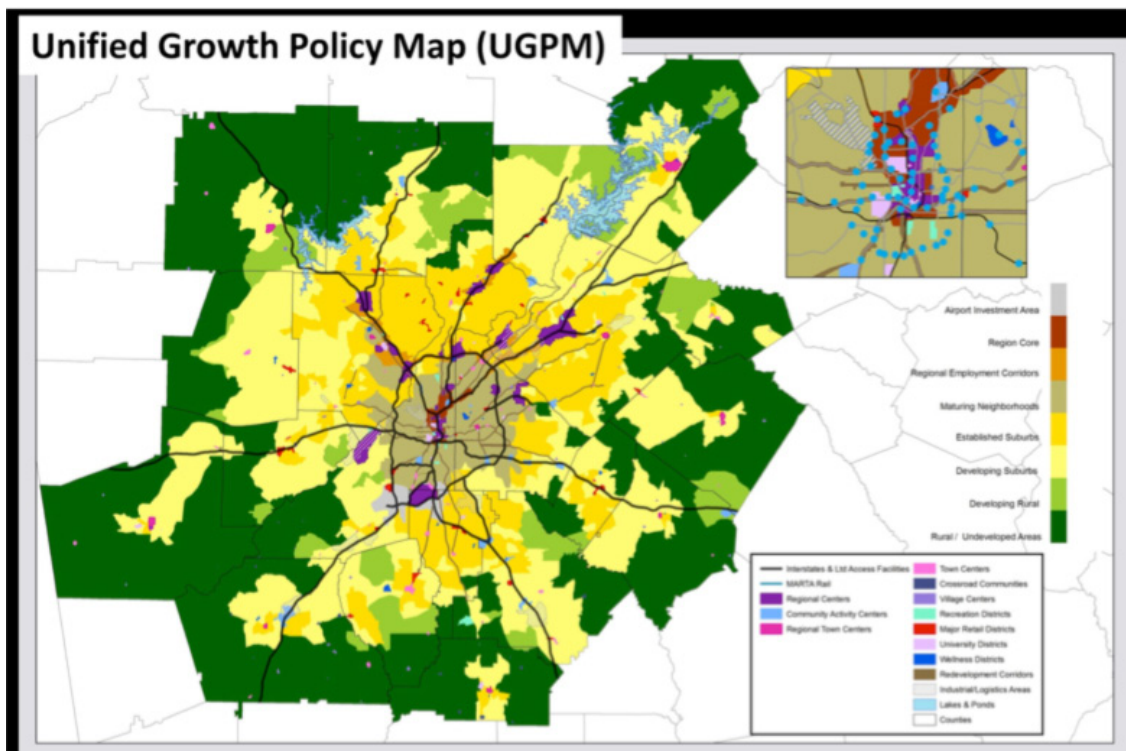 Unified Growth Policy Map (UGPM)
Airport Investment Area
Region Core
Regional Employment Corridors
Maturing Neighborhoods
Established Suburbs
Developing Suburbs
Developing Rural
Rural / Undeveloped Areas
Interstates & Ltd Access Facilities
MARTA Rail
Regional Centers
Community Activity Centers
Regional Town Centers
Town Centers
Crossroad Communities
Village Centers
Recreation Districts
Major Retail Districts
University Districts
Wellness Districts
Redevelopment Corridors
Industrial/Logistics Areas
Lakes & Ponds
Counties